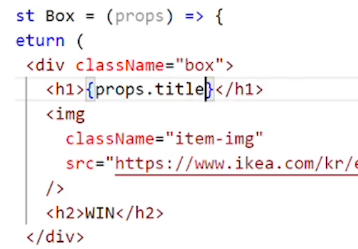 st Box = (props) => {
eturn (
<div className="box">
<h1>{props.title}</h1>
<img
className="item-img"
src="https://www.ikea.com/kr/e
/>
<h2>WIN</h2>
</div>